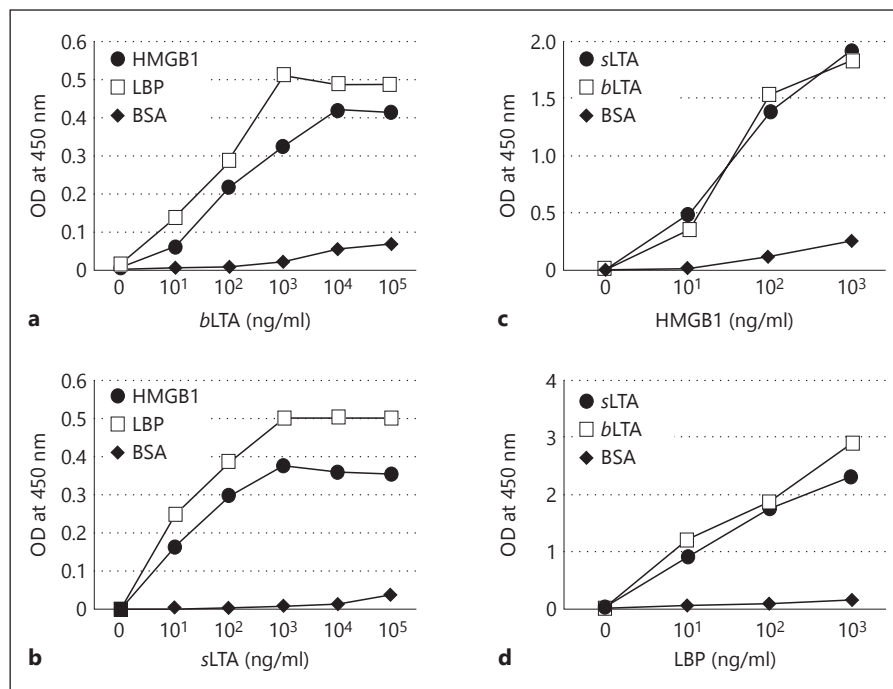 0.6
0.5
0.4
0.3
0.2
0.1
0
OD at 450 nm
HMGB1
LBP
BSA
0 10¹ 10² 10³ 10⁴ 10⁵
a
bLTA (ng/ml)
2.0
1.5
1.0
0.5
0
OD at 450 nm
sLTA
bLTA
BSA
0 10¹ 10² 10³
c
HMGB1 (ng/ml)
0.6
0.5
0.4
0.3
0.2
0.1
0
OD at 450 nm
HMGB1
LBP
BSA
0 10¹ 10² 10³ 10⁴ 10⁵
b
sLTA (ng/ml)
4
3
2
1
0
OD at 450 nm
sLTA
bLTA
BSA
0 10¹ 10² 10³
d
LBP (ng/ml)